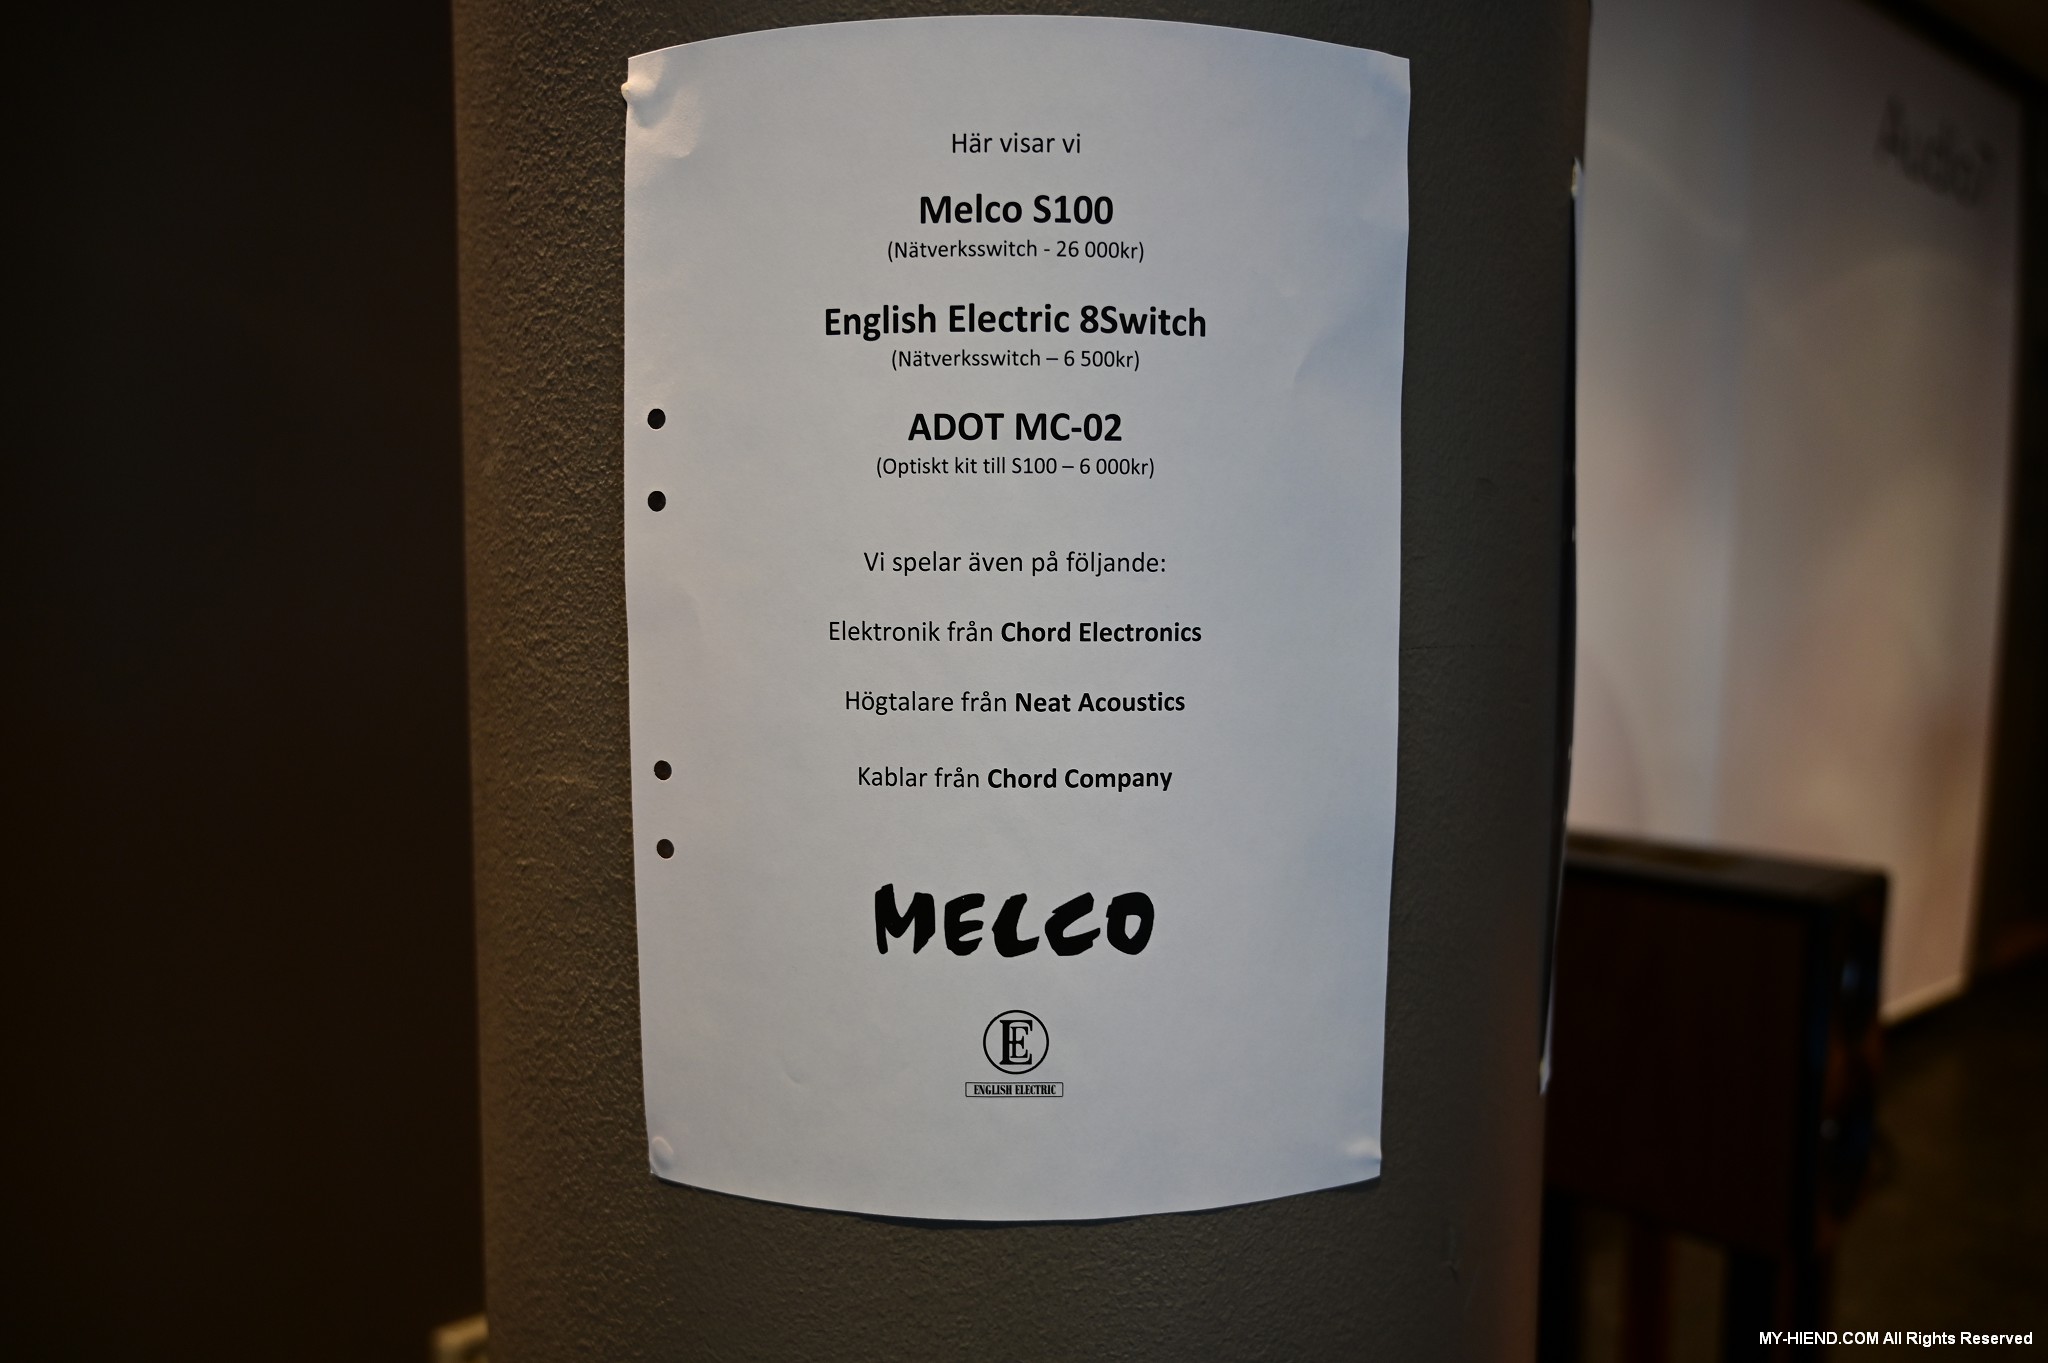 Här visar vi
Melco S100
(Nätverksswitch - 26 000kr)
English Electric 8Switch
(Nätverksswitch – 6 500kr)
ADOT MC-02
(Optiskt kit till S100 – 6 000kr)
Vi spelar även på följande:
Elektronik från Chord Electronics
Högtalare från Neat Acoustics
Kablar från Chord Company
MELCO
EE
ENGLISH ELECTRIC
MY-HIEND.COM All Rights Reserved